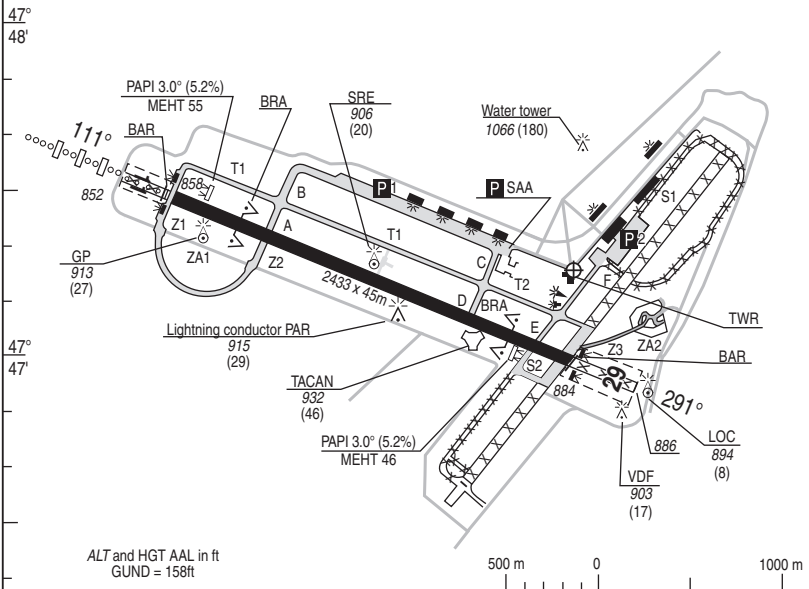 47°
48'
PAPI 3.0° (5.2%)
MEHT 55
BRA
SRE
906
(20)
Water tower
1066 (180)
111°
BAR
852
11
858
T1
B
P 1
P SAA
S1
P 2
Z1
A
T1
GP
913
(27)
ZA1
Z2
2433 x 45m
C
T2
F
D
BRA
E
TWR
Lightning conductor PAR
915
(29)
47°
47'
S2
Z3
ZA2
BAR
TACAN
932
(46)
884
29
291°
886
LOC
894
(8)
PAPI 3.0° (5.2%)
MEHT 46
VDF
903
(17)
ALT and HGT AAL in ft
GUND = 158ft
500 m
0
1000 m